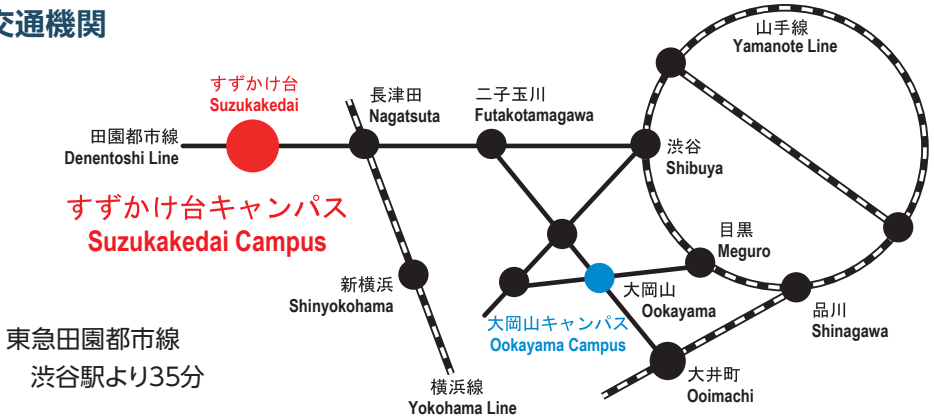 交通機関
山手線
Yamanote Line
すずかけ台
Suzukakedai
長津田
Nagatsuta
二子玉川
Futakotamagawa
田園都市線
Denentoshi Line
渋谷
Shibuya
すずかけ台キャンパス
Suzukakedai Campus
目黒
Meguro
新横浜
Shinyokohama
大岡山
Ookayama
大岡山キャンパス
Ookayama Campus
品川
Shinagawa
東急田園都市線
渋谷駅より35分
大井町
Ooimachi
横浜線
Yokohama Line